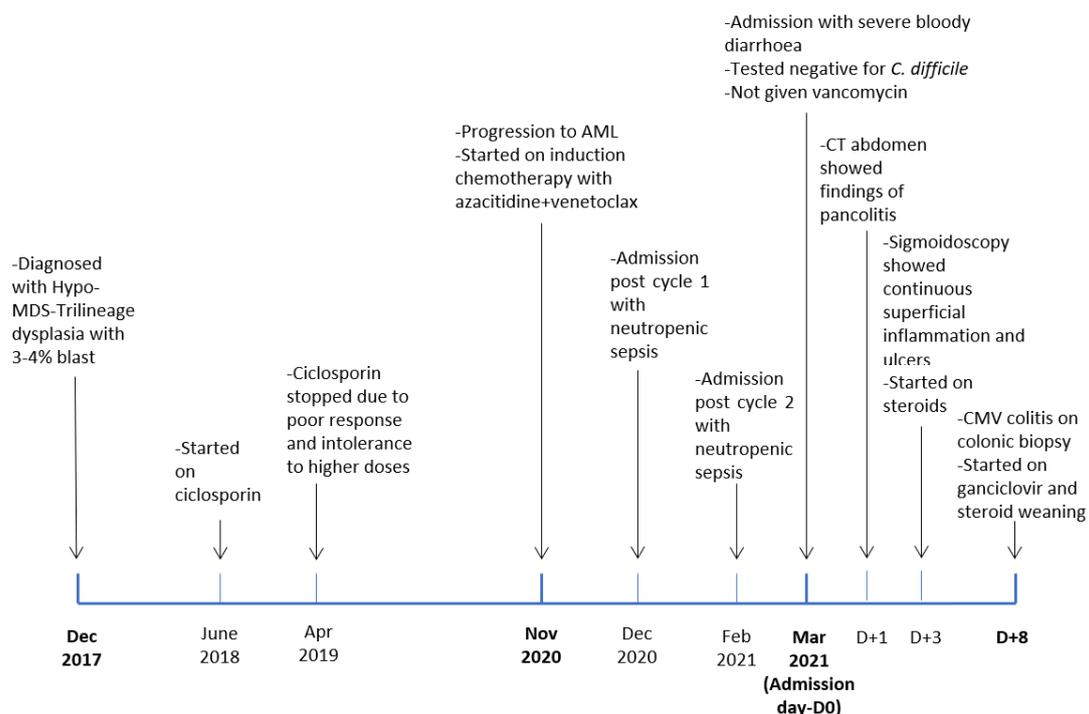 -Diagnosed
with Hypo-
MDS-Trilineage
dysplasia with
3-4% blast
-Started
on
ciclosporin
-Ciclosporin
stopped due to
poor response
and intolerance
to higher doses
-Progression to AML
-Started on induction
chemotherapy with
azacitidine+venetoclax
-Admission
post cycle 1
with
neutropenic
sepsis
-Admission
post cycle 2
with
neutropenic
sepsis
-Admission with severe bloody
diarrhoea
-Tested negative for C. difficile
-Not given vancomycin
-CT abdomen
showed
findings of
pancolitis
-Sigmoidoscopy
showed
continuous
superficial
inflammation and
ulcers
-Started on
steroids
-CMV colitis on
colonic biopsy
-Started on
ganciclovir and
steroid weaning
Dec
2017
June
2018
Apr
2019
Nov
2020
Dec
2020
Feb
2021
Mar
2021
(Admission
day-D0)
D+1
D+3
D+8